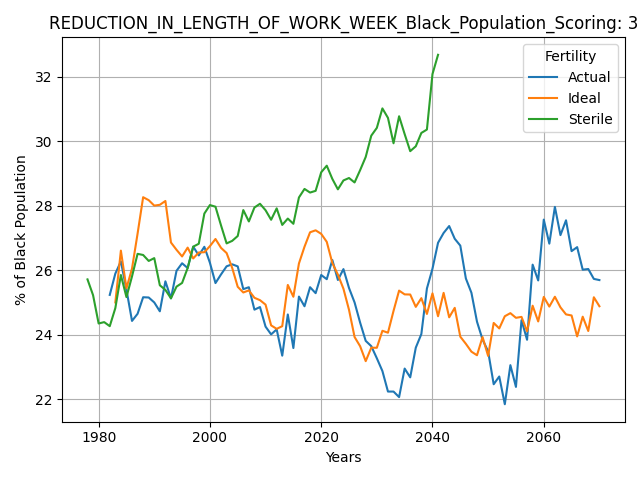 REDUCTION_IN_LENGTH_OF_WORK_WEEK_Black_Population_Scoring: 3
Fertility
Actual
Ideal
Sterile
% of Black Population
32
30
28
26
24
22
1980
2000
2020
2040
2060
Years